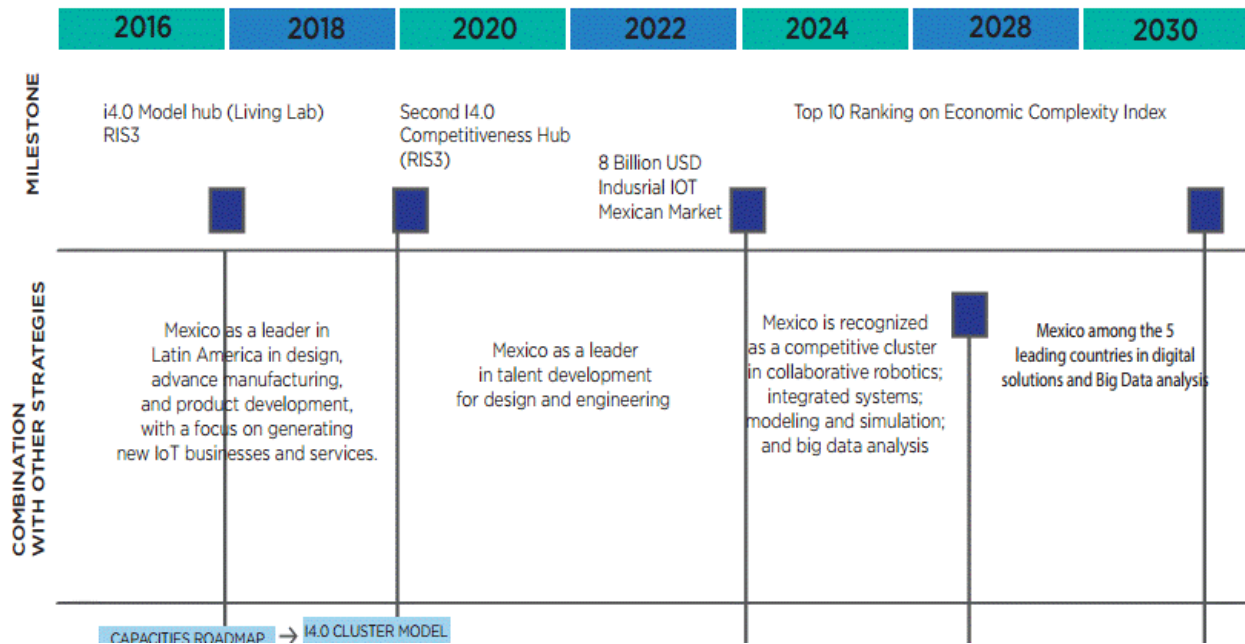 2016 2018 2020 2022 2024 2028 2030
MILESTONE
i4.0 Model hub (Living Lab)
RIS3
Second I4.0
Competitiveness Hub
(RIS3)
8 Billion USD
Indusrial IOT
Mexican Market
Top 10 Ranking on Economic Complexity Index
COMBINATION
WITH OTHER STRATEGIES
Mexico as a leader in
Latin America in design,
advance manufacturing,
and product development,
with a focus on generating
new IoT businesses and services.
Mexico as a leader
in talent development
for design and engineering
Mexico is recognized
as a competitive cluster
in collaborative robotics;
integrated systems;
modeling and simulation;
and big data analysis
Mexico among the 5
leading countries in digital
solutions and Big Data analysis
CAPACITIES ROADMAP → I4.0 CLUSTER MODEL